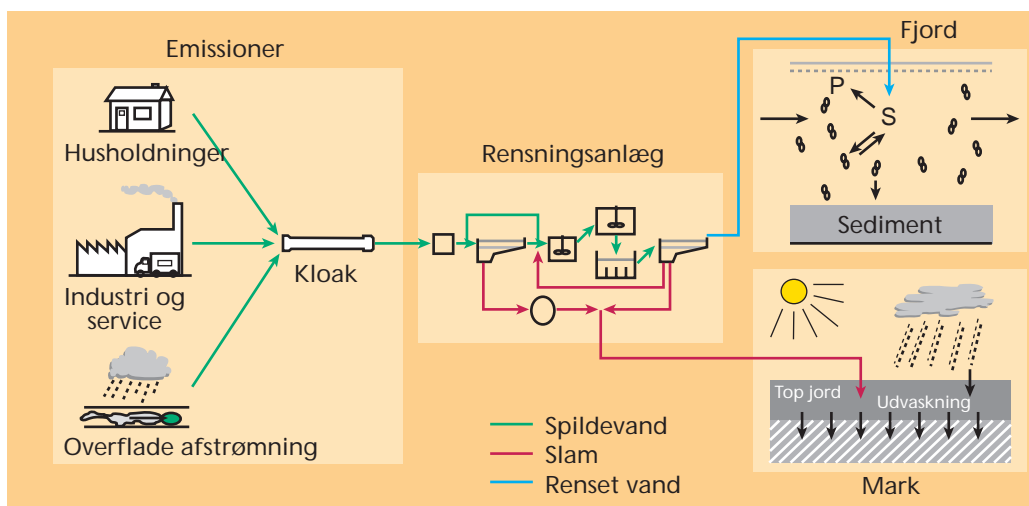 Emissioner
Husholdninger
Industri og
service
Overflade afstrømning
Kloak
Rensningsanlæg
Fjord
P
S
Sediment
Top jord
Udvaskning
Mark
Spildevand
Slam
Renset vand